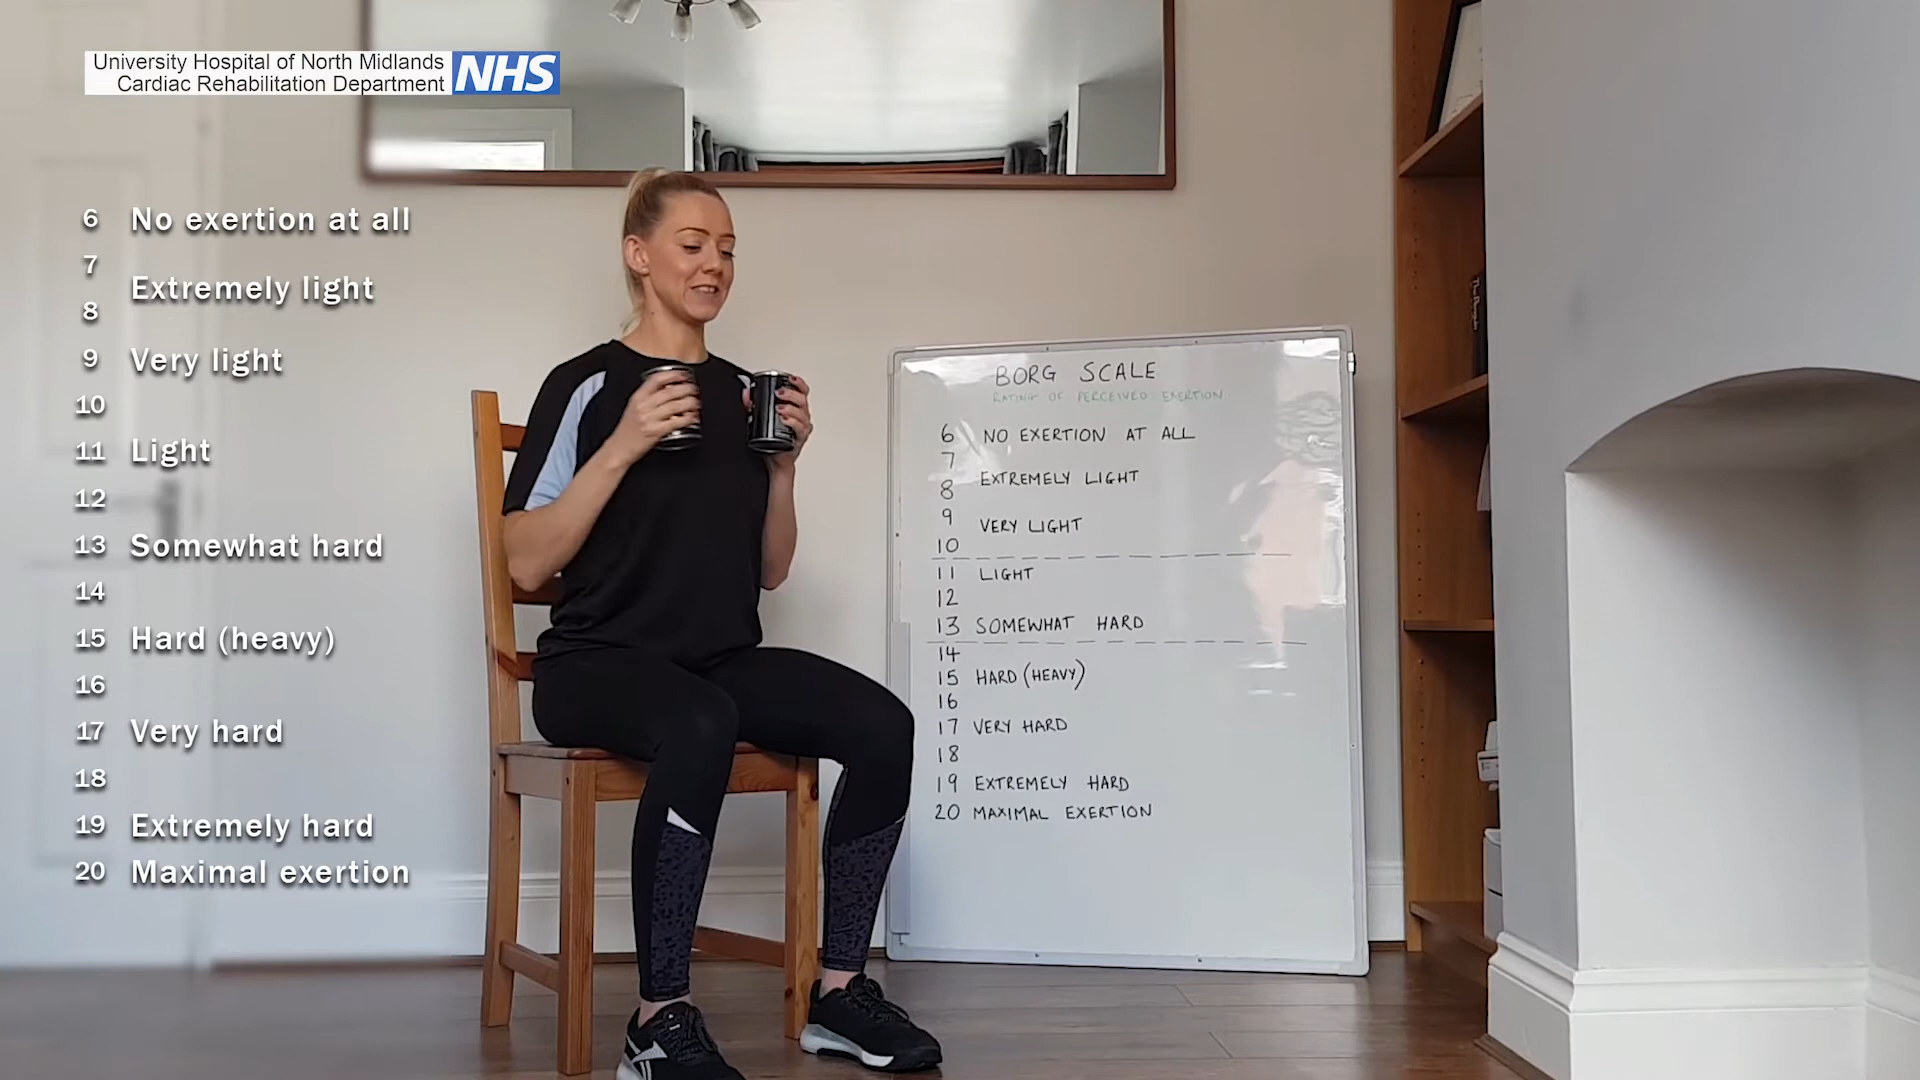 University Hospital of North Midlands
Cardiac Rehabilitation Department
NHS
6 No exertion at all
7
Extremely light
8
9 Very light
10
11 Light
12
13 Somewhat hard
14
15 Hard (heavy)
16
17 Very hard
18
19 Extremely hard
20 Maximal exertion
BORG SCALE
RATING OF PERCEIVED EXERTION
6 NO EXERTION AT ALL
7
EXTREMELY LIGHT
8
9 VERY LIGHT
10
11 LIGHT
12
13 SOMEWHAT HARD
14
15 HARD (HEAVY)
16
17 VERY HARD
18
19 EXTREMELY HARD
20 MAXIMAL EXERTION